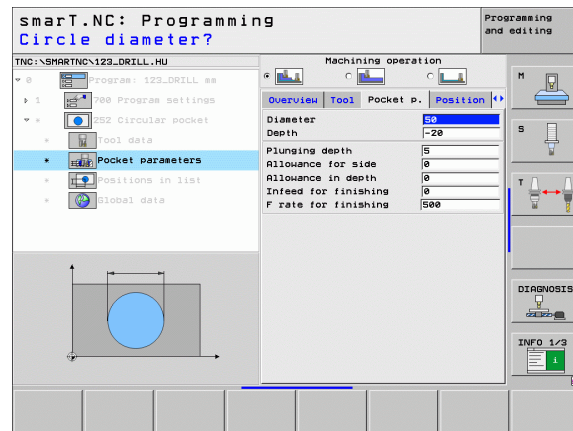 smarT.NC: Programming
Circle diameter?
Programming
and editing
TNC:\SMARTNC\123_DRILL.HU
0 Program: 123_DRILL mm
1 700 Program settings
* 252 Circular pocket
* Tool data
* Pocket parameters
* Positions in list
* Global data
Machining operation
Overview Tool Pocket p. Position
Diameter 50
Depth -20
Plunging depth 5
Allowance for side 0
Allowance in depth 0
Infeed for finishing 0
F rate for finishing 500
M
S
T
DIAGNOSIS
INFO 1/3
i